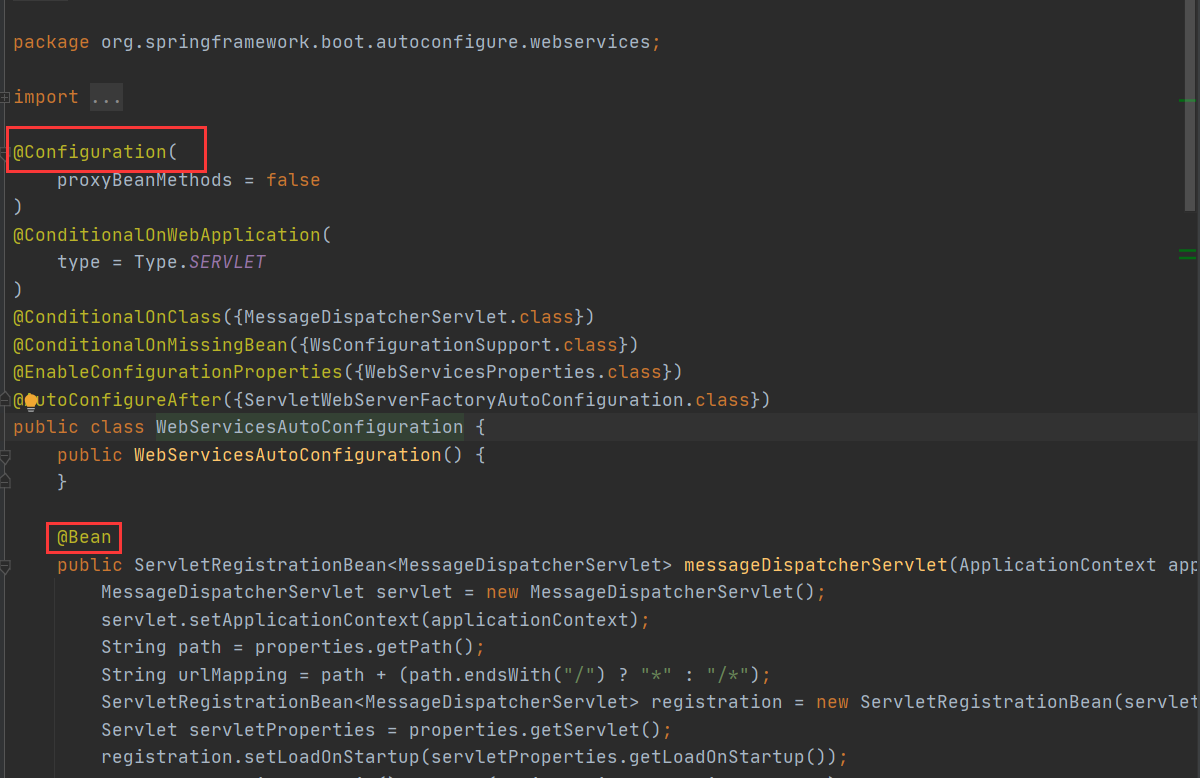 package org.springframework.boot.autoconfigure.webservices;
import ...
@Configuration(
    proxyBeanMethods = false
)
@ConditionalOnWebApplication(
    type = Type.SERVLET
)
@ConditionalOnClass({MessageDispatcherServlet.class})
@ConditionalOnMissingBean({WsConfigurationSupport.class})
@EnableConfigurationProperties({WebServicesProperties.class})
@AutoConfigureAfter({ServletWebServerFactoryAutoConfiguration.class})
public class WebServicesAutoConfiguration {
    public WebServicesAutoConfiguration() {
    }
    @Bean
    public ServletRegistrationBean<MessageDispatcherServlet> messageDispatcherServlet(ApplicationContext app
        MessageDispatcherServlet servlet = new MessageDispatcherServlet();
        servlet.setApplicationContext(applicationContext);
        String path = properties.getPath();
        String urlMapping = path + (path.endsWith("/") ? "*" : "/*");
        ServletRegistrationBean<MessageDispatcherServlet> registration = new ServletRegistrationBean(servlet
        Servlet servletProperties = properties.getServlet();
        registration.setLoadOnStartup(servletProperties.getLoadOnStartup());